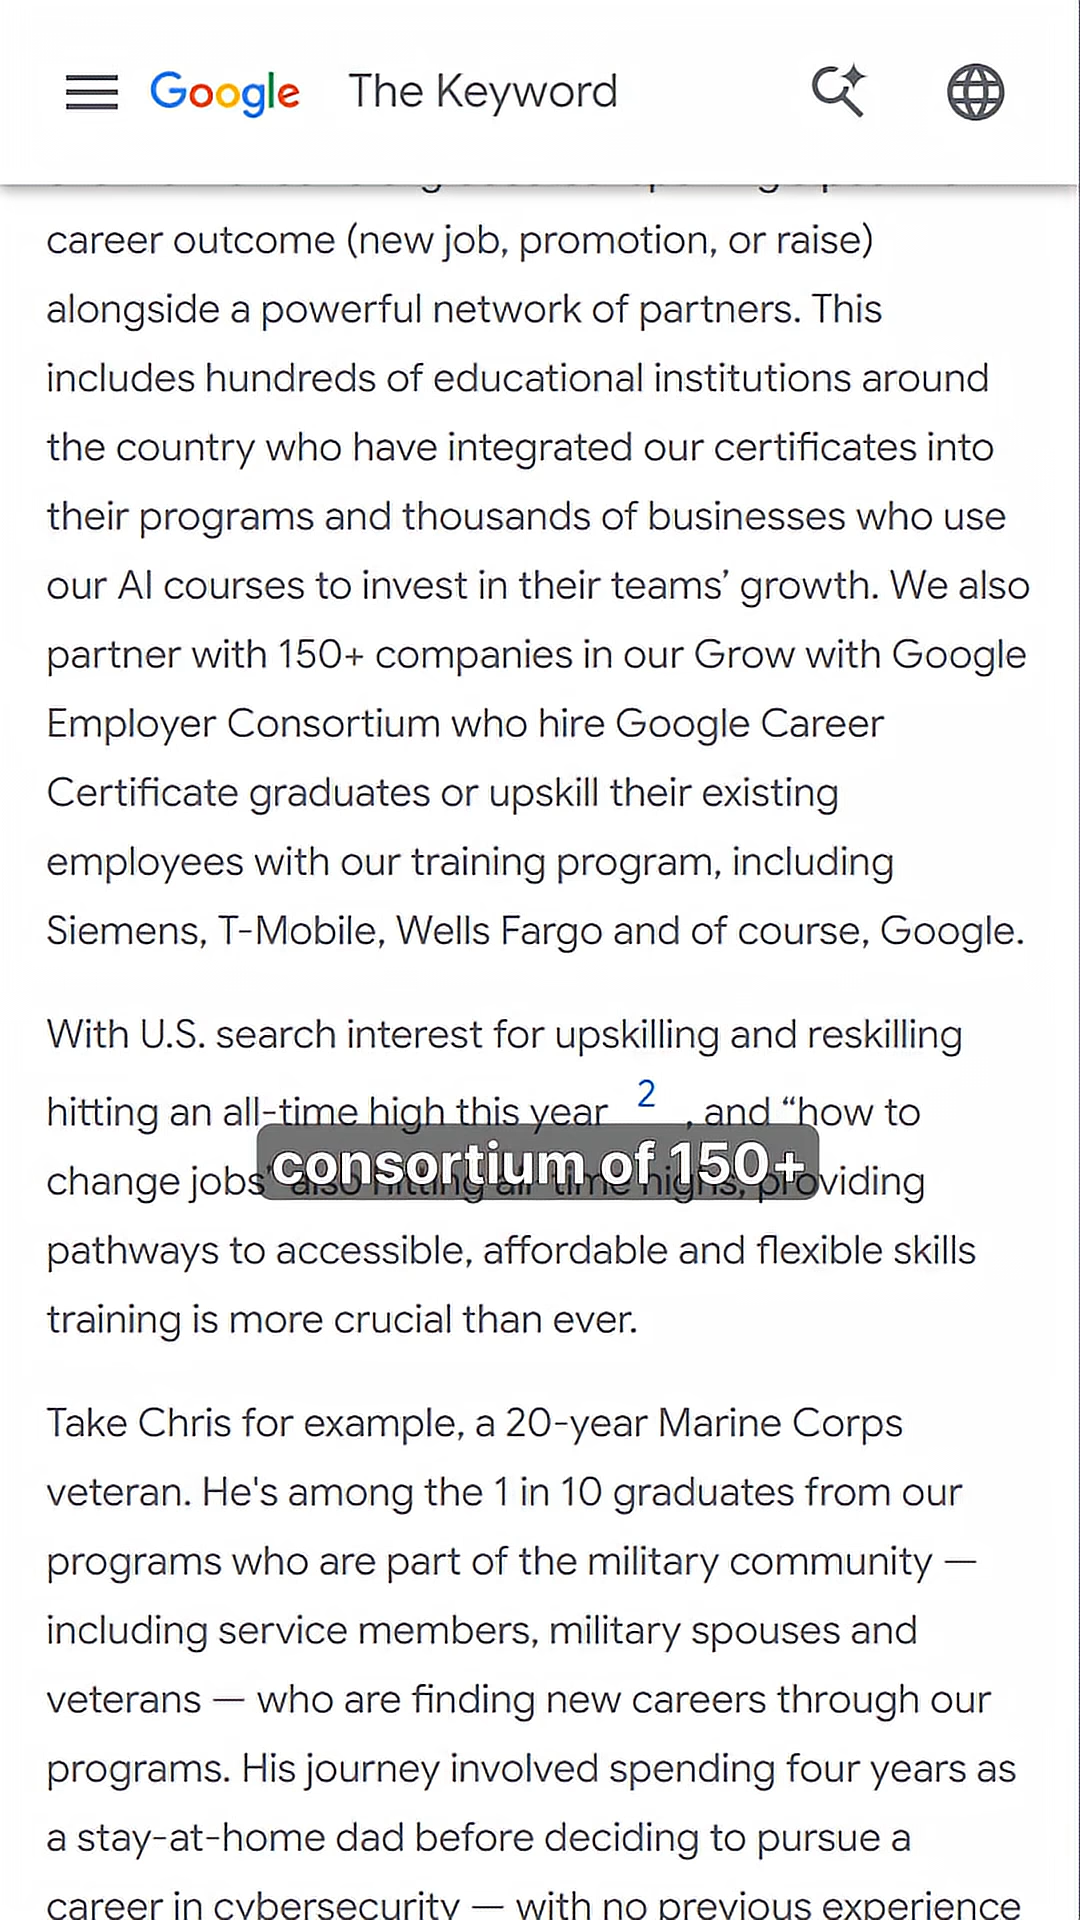 Google The Keyword
career outcome (new job, promotion, or raise)
alongside a powerful network of partners. This
includes hundreds of educational institutions around
the country who have integrated our certificates into
their programs and thousands of businesses who use
our AI courses to invest in their teams’ growth. We also
partner with 150+ companies in our Grow with Google
Employer Consortium who hire Google Career
Certificate graduates or upskill their existing
employees with our training program, including
Siemens, T-Mobile, Wells Fargo and of course, Google.
With U.S. search interest for upskilling and reskilling
hitting an all-time high this year 2 , and “how to
consortium of 150+
change jobs” also hitting all-time highs, providing
pathways to accessible, affordable and flexible skills
training is more crucial than ever.
Take Chris for example, a 20-year Marine Corps
veteran. He's among the 1 in 10 graduates from our
programs who are part of the military community —
including service members, military spouses and
veterans — who are finding new careers through our
programs. His journey involved spending four years as
a stay-at-home dad before deciding to pursue a
career in cybersecurity — with no previous experience